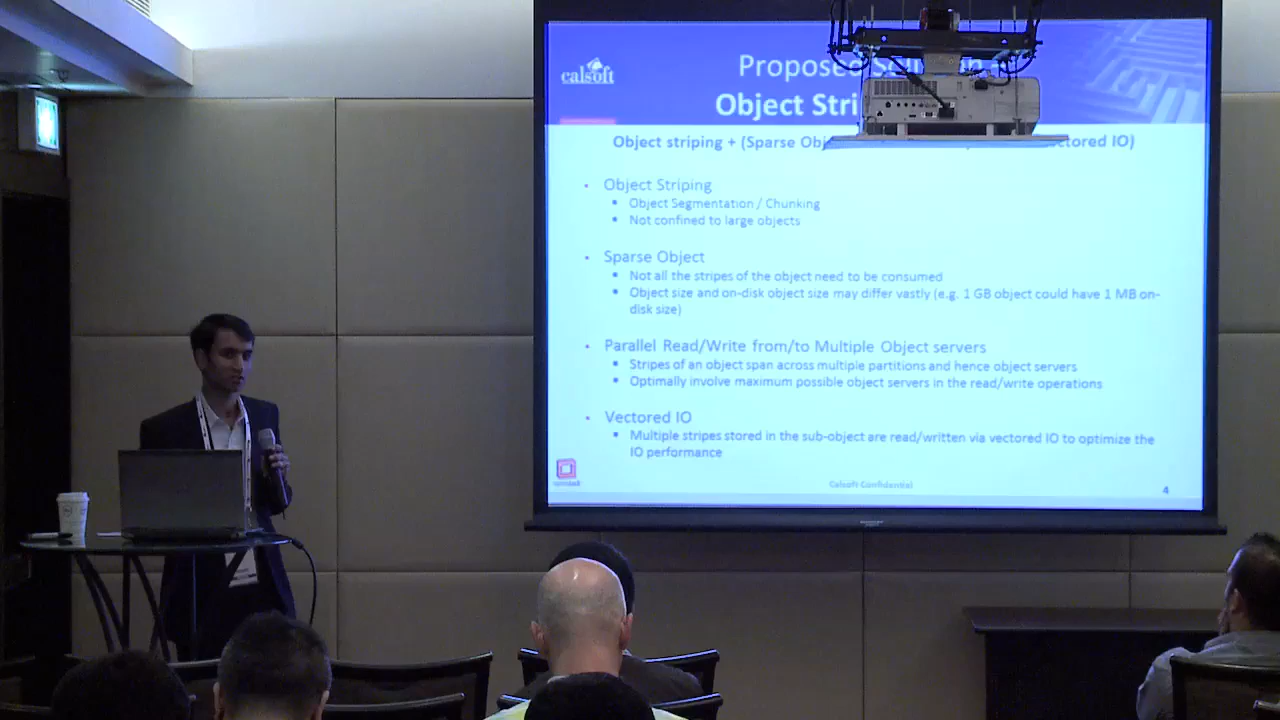 calsoft
Proposed
Object Stri
Object striping + (Sparse Obj ctored IO)
• Object Striping
▪ Object Segmentation / Chunking
▪ Not confined to large objects
• Sparse Object
▪ Not all the stripes of the object need to be consumed
▪ Object size and on-disk object size may differ vastly (e.g. 1 GB object could have 1 MB on-
disk size)
• Parallel Read/Write from/to Multiple Object servers
▪ Stripes of an object span across multiple partitions and hence object servers
▪ Optimally involve maximum possible object servers in the read/write operations
• Vectored IO
▪ Multiple stripes stored in the sub-object are read/written via vectored IO to optimize the
IO performance
Calsoft Confidential
4